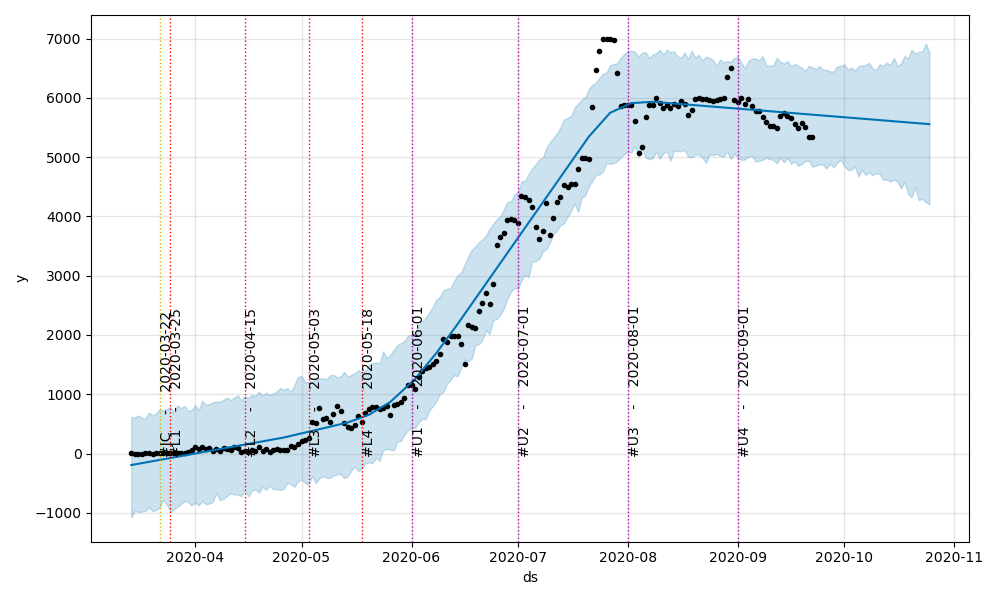 7000
6000
5000
4000
3000
2000
1000
0
−1000
y
#JC - 2020-03-22
#L1 - 2020-03-25
#L2 - 2020-04-15
#L3 - 2020-05-03
#L4 - 2020-05-18
#U1 - 2020-06-01
#U2 - 2020-07-01
#U3 - 2020-08-01
#U4 - 2020-09-01
2020-04
2020-05
2020-06
2020-07
2020-08
2020-09
2020-10
2020-11
ds